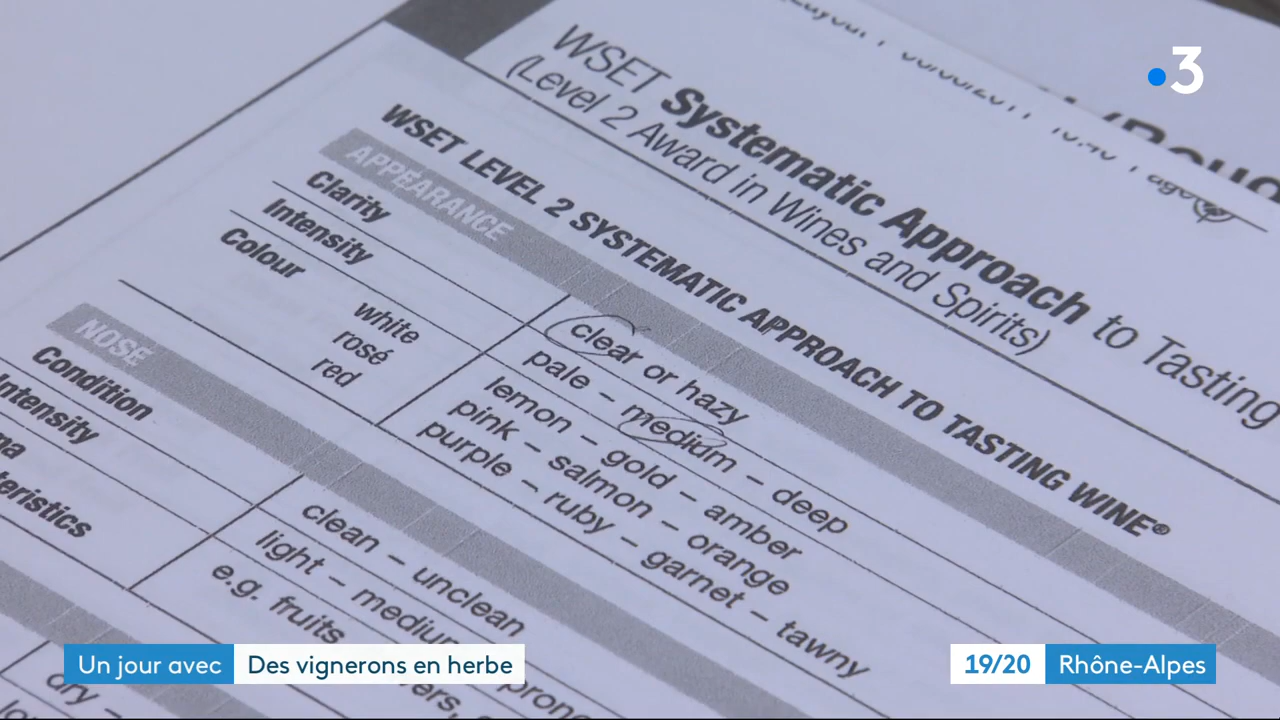 3
WSET Systematic Approach to Tasting
(Level 2 Award in Wines and Spirits)
WSET LEVEL 2 SYSTEMATIC APPROACH TO TASTING WINE®
APPEARANCE
Clarity clear or hazy
Intensity pale – medium – deep
Colour
white lemon – gold – amber
rosé pink – salmon – orange
red purple – ruby – garnet – tawny
NOSE
Condition clean – unclean
Intensity light – medium
e.g. fruits
dry –
Un jour avec Des vignerons en herbe
19/20 Rhône-Alpes